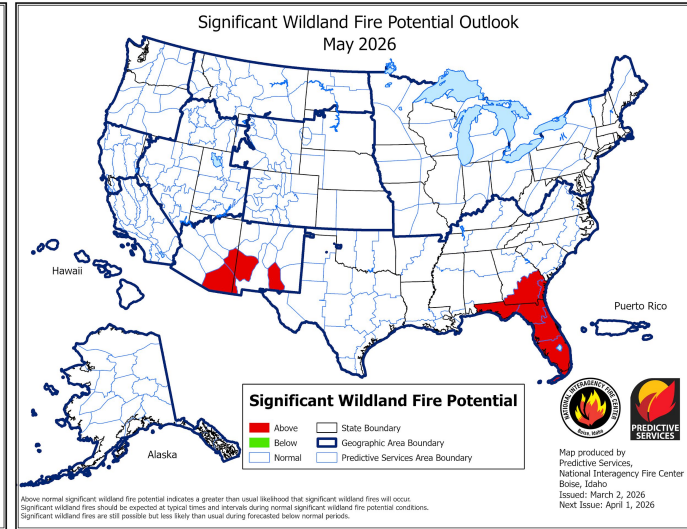 Significant Wildland Fire Potential Outlook
May 2026
Hawaii
Puerto Rico
Alaska
Significant Wildland Fire Potential
Above
State Boundary
Below
Geographic Area Boundary
Normal
Predictive Services Area Boundary
NATIONAL INTERAGENCY FIRE CENTER
Boise, Idaho
PREDICTIVE
SERVICES
Map produced by
Predictive Services,
National Interagency Fire Center
Boise, Idaho
Issued: March 2, 2026
Next Issue: April 1, 2026
Above normal significant wildland fire potential indicates a greater than usual likelihood that significant wildland fires will occur.
Significant wildland fires should be expected at typical times and intervals during normal significant wildland fire potential conditions.
Significant wildland fires are still possible but less likely than usual during forecasted below normal periods.